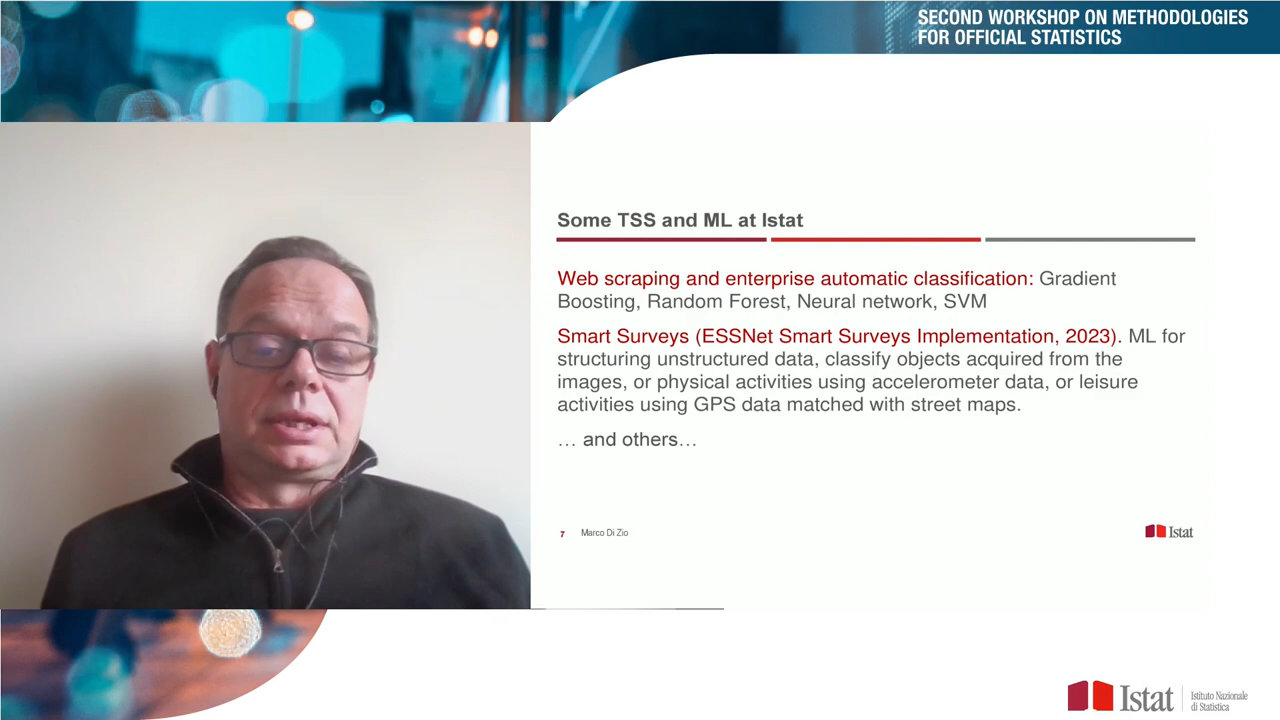 SECOND WORKSHOP ON METHODOLOGIES
FOR OFFICIAL STATISTICS
Some TSS and ML at Istat
Web scraping and enterprise automatic classification: Gradient
Boosting, Random Forest, Neural network, SVM
Smart Surveys (ESSNet Smart Surveys Implementation, 2023). ML for
structuring unstructured data, classify objects acquired from the
images, or physical activities using accelerometer data, or leisure
activities using GPS data matched with street maps.
… and others…
7 Marco Di Zio
Istat
Istat
Istituto Nazionale
di Statistica